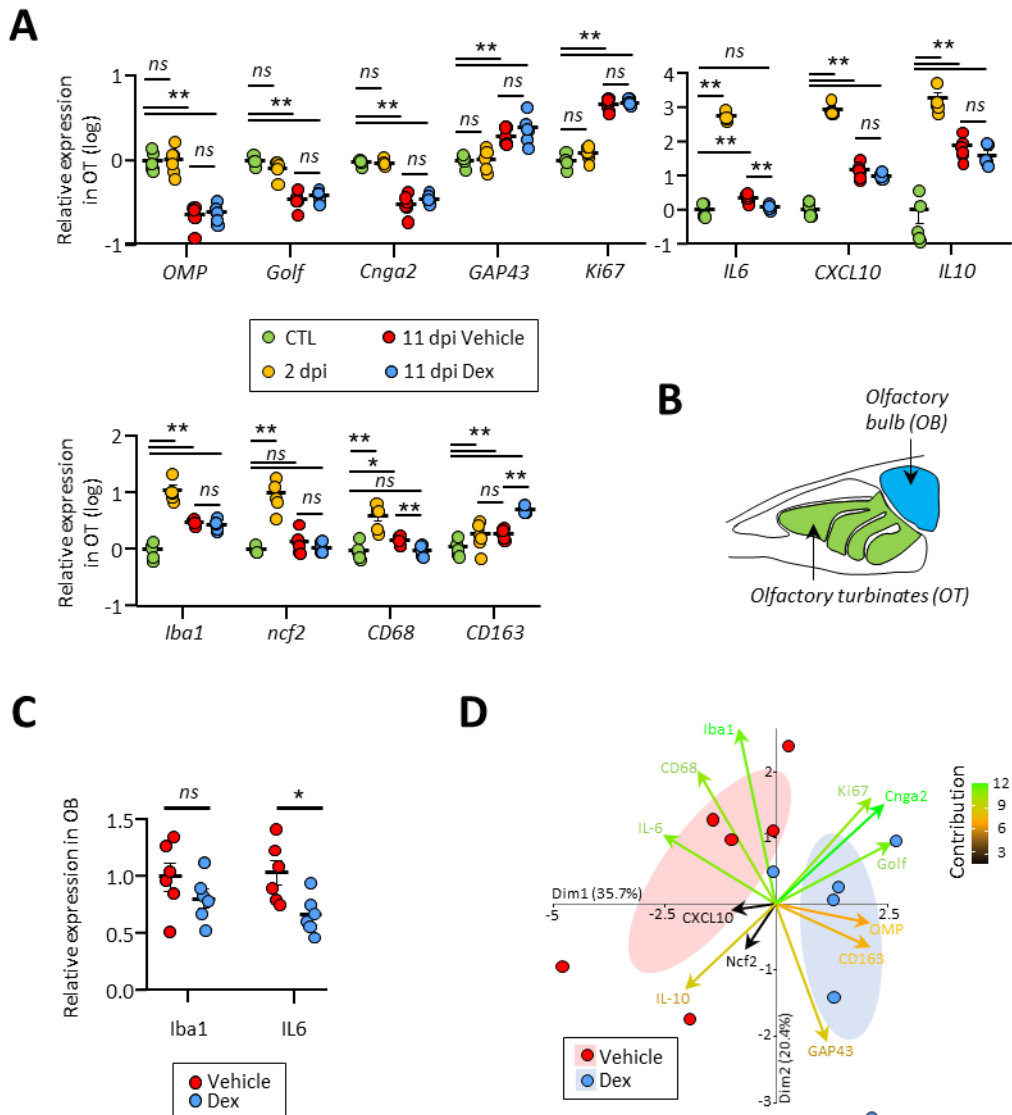 A
Relative expression
in OT (log)
1
0
-1
ns
**
ns
ns
**
ns
ns
**
ns
**
ns
ns
**
ns
ns
OMP
Golf
Cnga2
GAP43
Ki67
4
3
2
1
0
-1
ns
**
**
**
**
ns
**
ns
IL6
CXCL10
IL10
CTL
2 dpi
11 dpi Vehicle
11 dpi Dex
Relative expression
in OT (log)
2
1
0
-1
**
ns
**
ns
ns
**
*
ns
**
**
ns
**
Iba1
ncf2
CD68
CD163
B
Olfactory
bulb (OB)
Olfactory turbinates (OT)
C
Relative expression in OB
1.5
1.0
0.5
0.0
ns
*
Iba1
IL6
Vehicle
Dex
D
Iba1
CD68
IL-6
Ki67
Cnga2
Golf
OMP
CD163
GAP43
CXCL10
Ncf2
IL-10
Dim1 (35.7%)
-5
-2.5
2.5
2
1
-1
-2
-3
Dim2 (20.4%)
Contribution
12
9
6
3
Vehicle
Dex